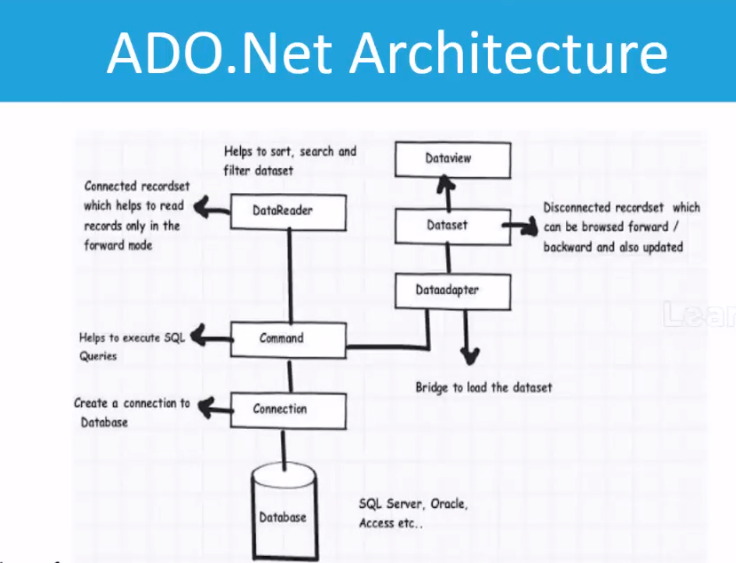 ADO.Net Architecture
Helps to sort, search and
filter dataset
Dataview
Connected recordset
which helps to read
records only in the
forward mode
DataReader
Dataset
Disconnected recordset which
can be browsed forward /
backward and also updated
Dataadapter
Helps to execute SQL
Queries
Command
Bridge to load the dataset
Create a connection to
Database
Connection
Database
SQL Server, Oracle,
Access etc..